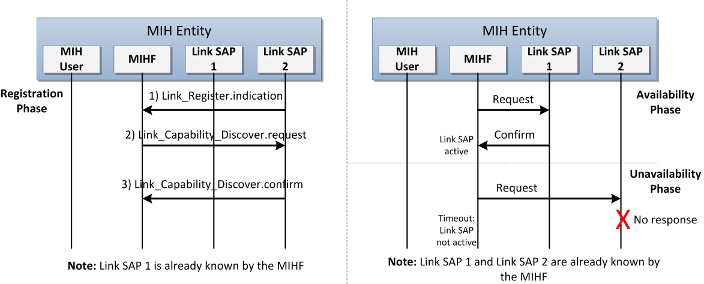 MIH Entity
MIH
User
MIHF
Link SAP
1
Link SAP
2
Registration
Phase
1) Link_Register.indication
2) Link_Capability_Discover.request
3) Link_Capability_Discover.confirm
Note: Link SAP 1 is already known by the MIHF
MIH Entity
MIH
User
MIHF
Link SAP
1
Link SAP
2
Availability
Phase
Request
Confirm
Link SAP
active
Unavailability
Phase
Request
Timeout:
Link SAP
not active
X No response
Note: Link SAP 1 and Link SAP 2 are already known by
the MIHF